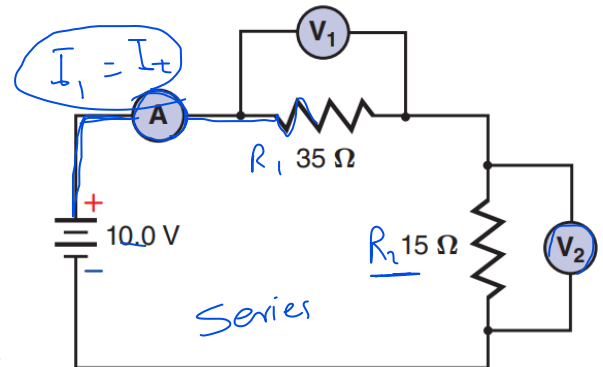 V₁
I₁ = Iₜ
A
R₁ 35 Ω
+
10.0 V
R₂ 15 Ω
V₂
−
Series